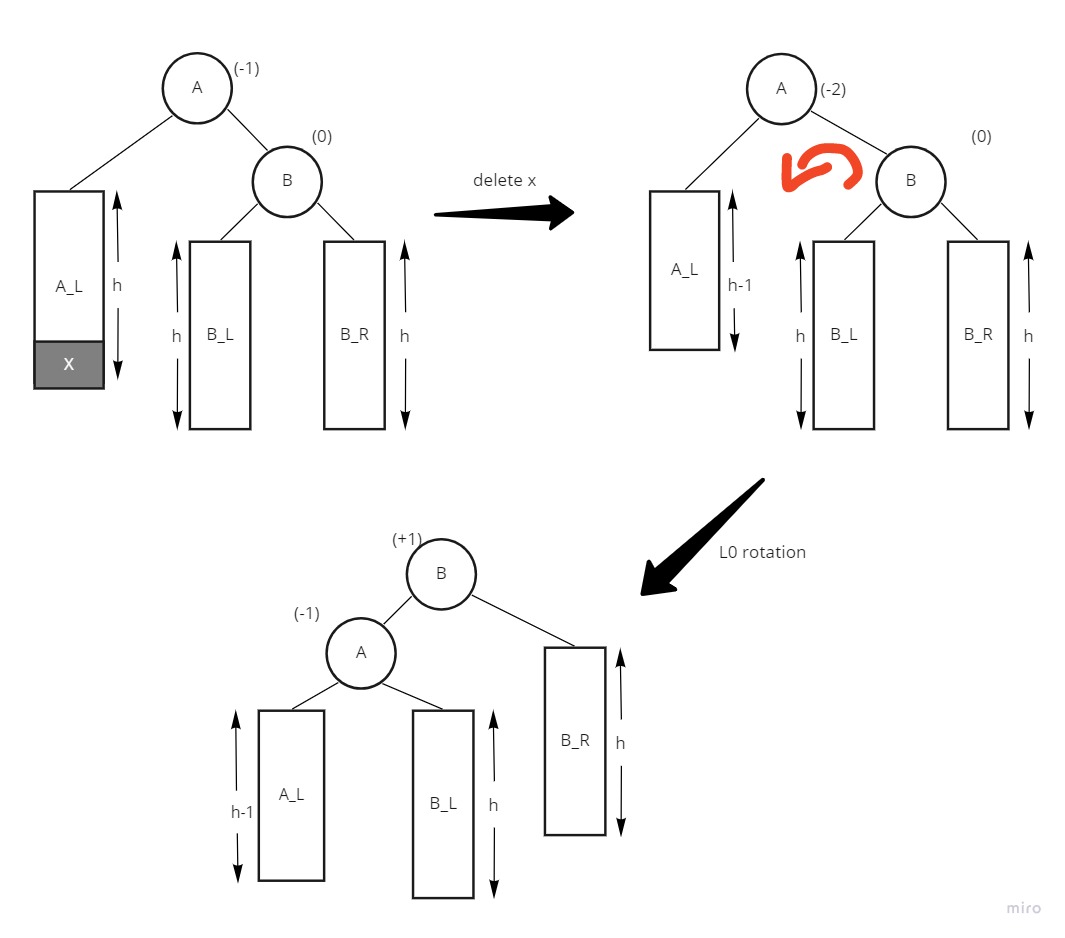 (-1)
A
(0)
B
A_L
h
X
h
B_L
B_R
h
delete x
A
(-2)
(0)
B
A_L
h-1
h
B_L
B_R
h
L0 rotation
(+1)
B
(-1)
A
B_R
h
h-1
A_L
B_L
h
miro